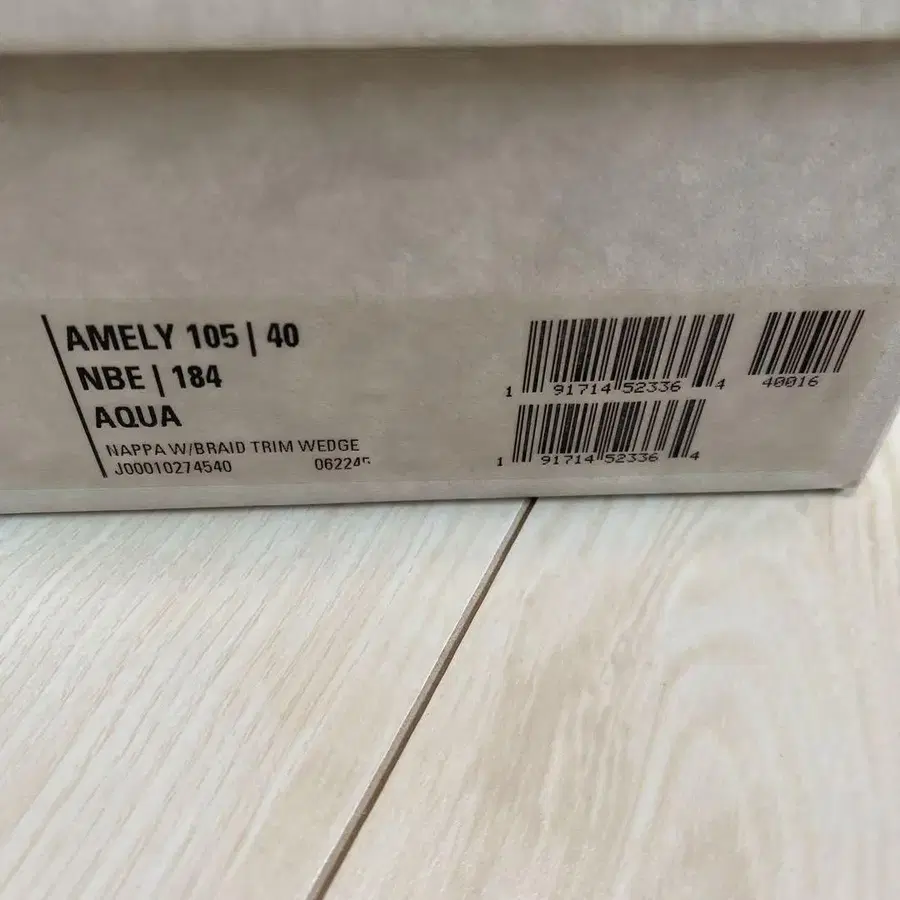 AMELY 105 | 40
NBE | 184
AQUA
NAPPA W/BRAID TRIM WEDGE
J00010274540
1 91714 52336 4
40016
1 91714 52336 4